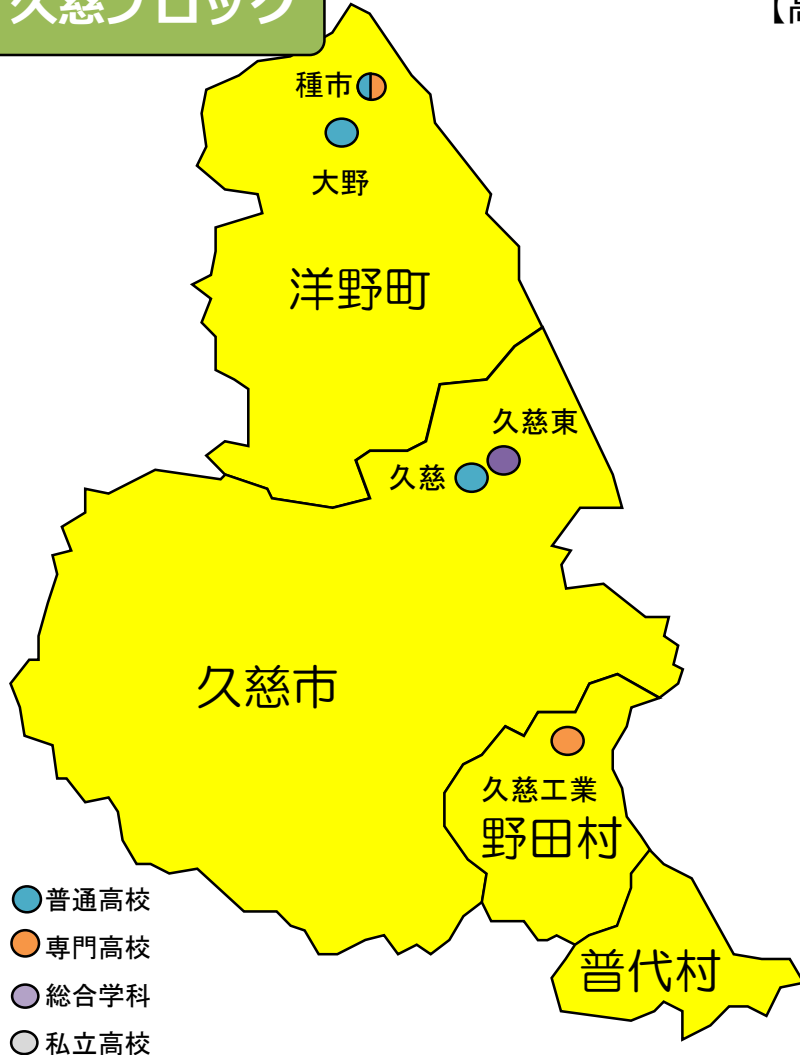 久慈ブロック
【高
種市
大野
洋野町
久慈東
久慈
久慈市
久慈工業
野田村
普代村
普通高校
専門高校
総合学科
私立高校